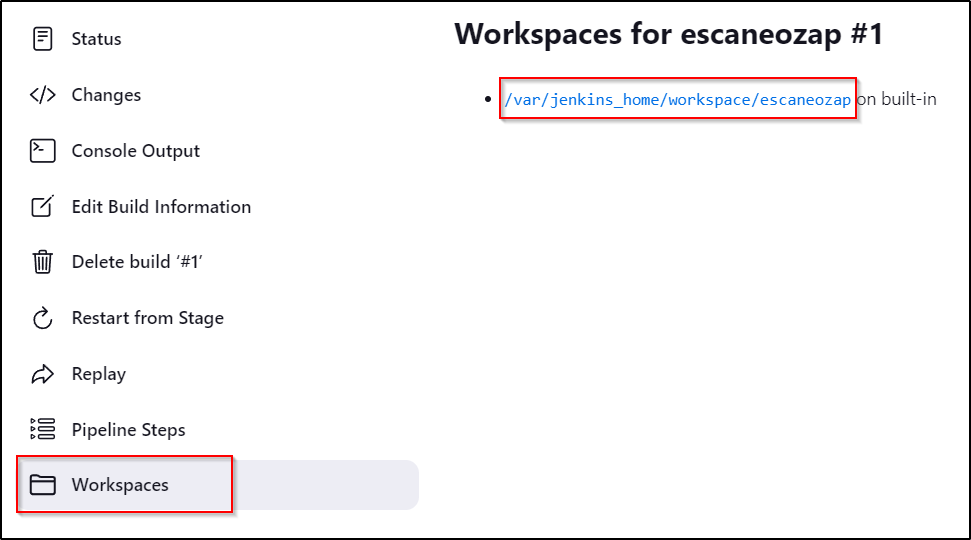 Status
Changes
Console Output
Edit Build Information
Delete build ‘#1’
Restart from Stage
Replay
Pipeline Steps
Workspaces
Workspaces for escaneozap #1
/var/jenkins_home/workspace/escaneozap on built-in